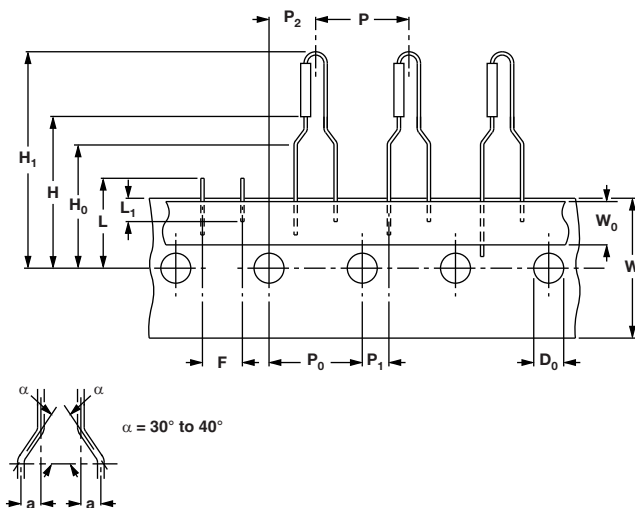 P₂
P
H₁
H
H₀
L
L₁
W₀
W
F
P₀
P₁
D₀
α
α
α = 30° to 40°
a
a